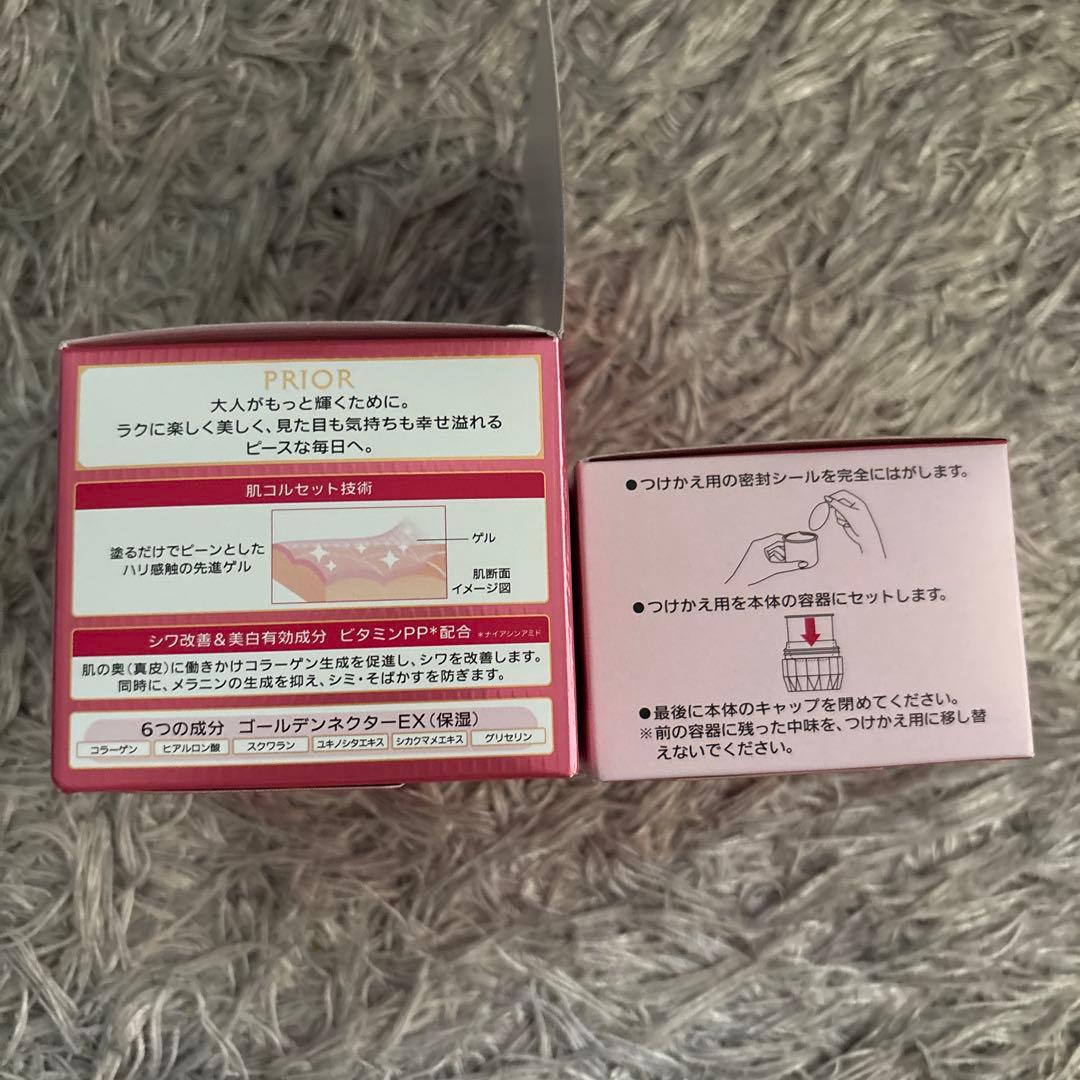 PRIOR
大人がもっと輝くために。
ラクに楽しく美しく、見た目も気持ちも幸せ溢れる
ピースな毎日へ。
肌コルセット技術
塗るだけでピーンとした
ハリ感触の先進ゲル
ゲル
肌断面
イメージ図
シワ改善&美白有効成分 ビタミンPP*配合 *ナイアシンアミド
肌の奥(真皮)に働きかけコラーゲン生成を促進し、シワを改善します。
同時に、メラニンの生成を抑え、シミ・そばかすを防ぎます。
6つの成分 ゴールデンネクターEX(保湿)
コラーゲン ヒアルロン酸 スクワラン ユキノシタエキス シカクマメエキス グリセリン
●つけかえ用の密封シールを完全にはがします。
●つけかえ用を本体の容器にセットします。
●最後に本体のキャップを閉めてください。
※前の容器に残った中味を、つけかえ用に移し替
えないでください。